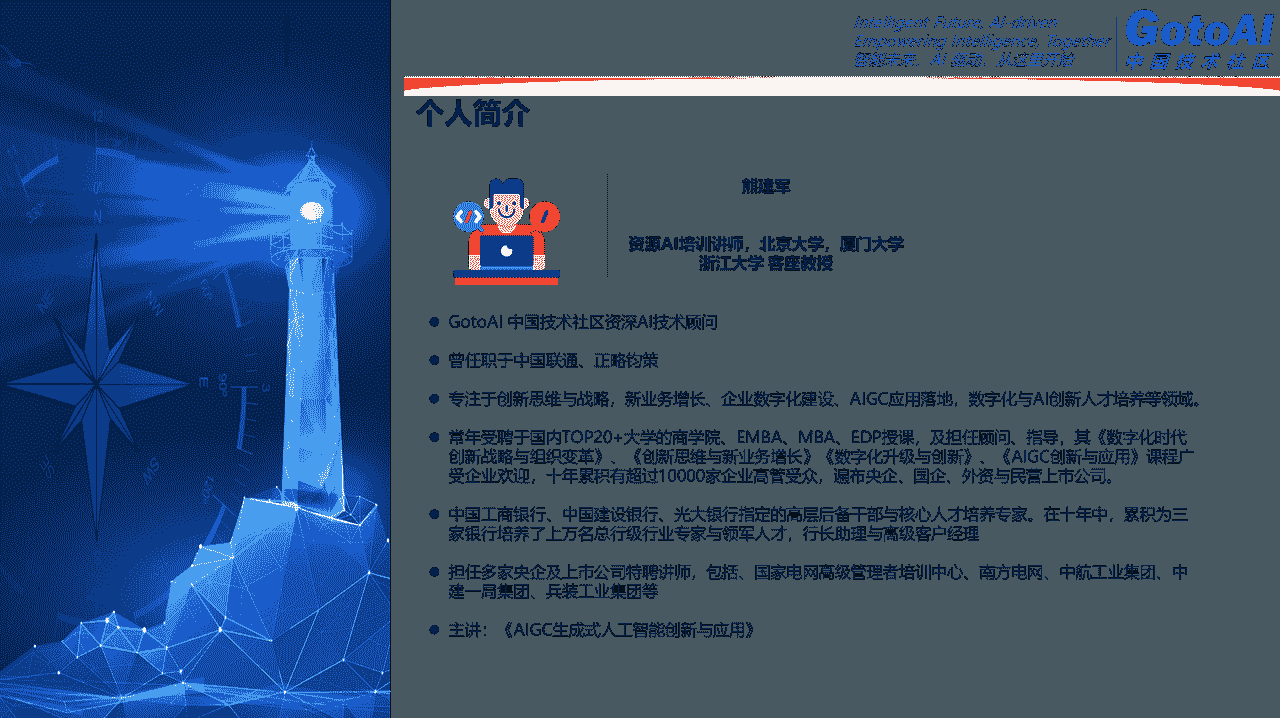 Intelligent Future, AI-driven
Empowering Intelligence, Together
GotoAI
中国技术社区
个人简介
熊建军
资源AI培训讲师，北京大学，厦门大学
浙江大学 客座教授
GotoAI 中国技术社区资深AI技术顾问
曾任职于中国联通、正略钧策
专注于创新思维与战略，新业务增长、企业数字化建设、AIGC应用落地，数字化与AI创新人才培养等领域。
常年受聘于国内TOP20+大学的商学院、EMBA、MBA、EDP授课，及担任顾问、指导，其《数字化时代
创新战略与组织变革》、《创新思维与新业务增长》《数字化升级与创新》、《AIGC创新与应用》课程广
受企业欢迎，十年累积有超过10000家企业高管受众，遍布央企、国企、外资与民营上市公司。
中国工商银行、中国建设银行、光大银行指定的高层后备干部与核心人才培养专家。在十年中，累积为三
家银行培养了上万名总行级行业专家与领军人才，行长助理与高级客户经理
担任多家央企及上市公司特聘讲师，包括、国家电网高级管理者培训中心、南方电网、中航工业集团、中
建一局集团、兵装工业集团等
主讲：《AIGC生成式人工智能创新与应用》
12
N
NE
NW
E
90°
3